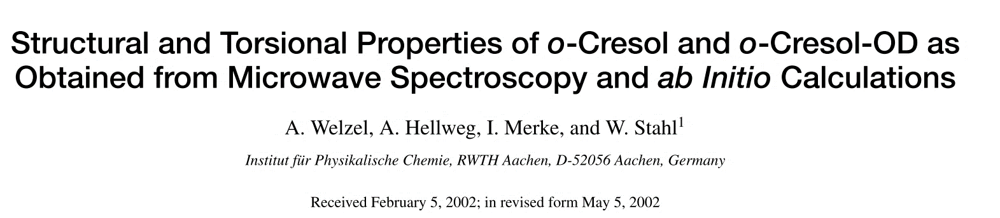 Structural and Torsional Properties of o-Cresol and o-Cresol-OD as
Obtained from Microwave Spectroscopy and ab Initio Calculations
A. Welzel, A. Hellweg, I. Merke, and W. Stahl¹
Institut für Physikalische Chemie, RWTH Aachen, D-52056 Aachen, Germany
Received February 5, 2002; in revised form May 5, 2002